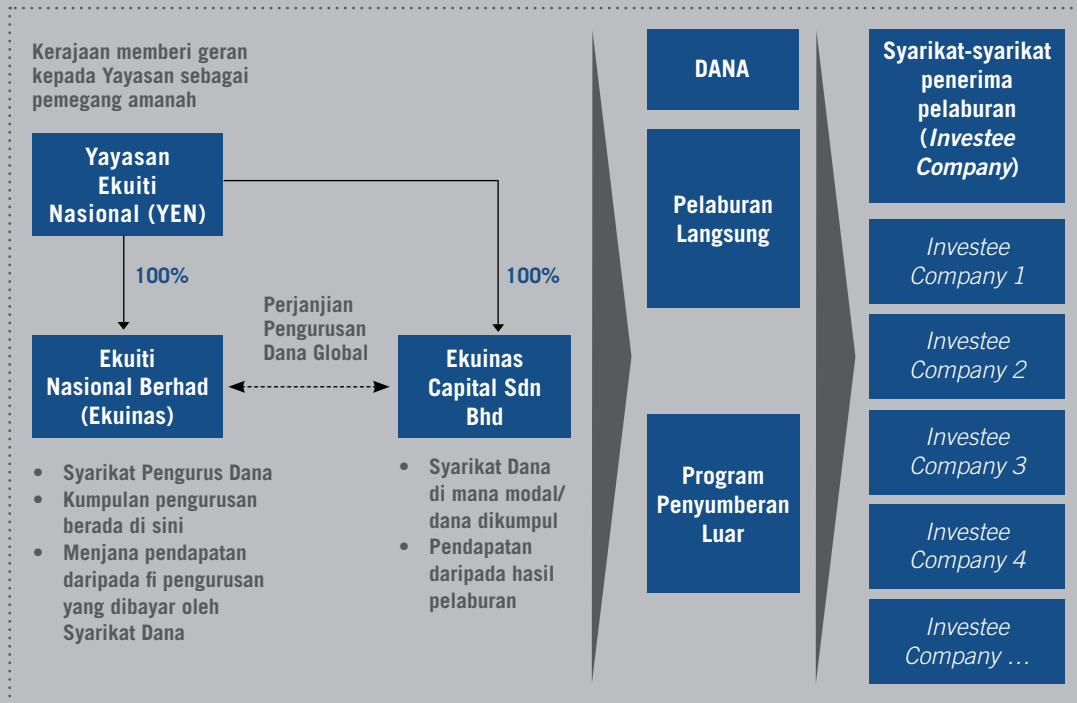 Kerajaan memberi geran
kepada Yayasan sebagai
pemegang amanah
Yayasan
Ekuiti
Nasional (YEN)
100%
100%
Perjanjian
Pengurusan
Dana Global
Ekuiti
Nasional Berhad
(Ekuinas)
Ekuinas
Capital Sdn
Bhd
• Syarikat Pengurus Dana
• Kumpulan pengurusan
berada di sini
• Menjana pendapatan
daripada fi pengurusan
yang dibayar oleh
Syarikat Dana
• Syarikat Dana
di mana modal/
dana dikumpul
• Pendapatan
daripada hasil
pelaburan
DANA
Pelaburan
Langsung
Program
Penyumberan
Luar
Syarikat-syarikat
penerima
pelaburan
(Investee
Company)
Investee
Company 1
Investee
Company 2
Investee
Company 3
Investee
Company 4
Investee
Company ...